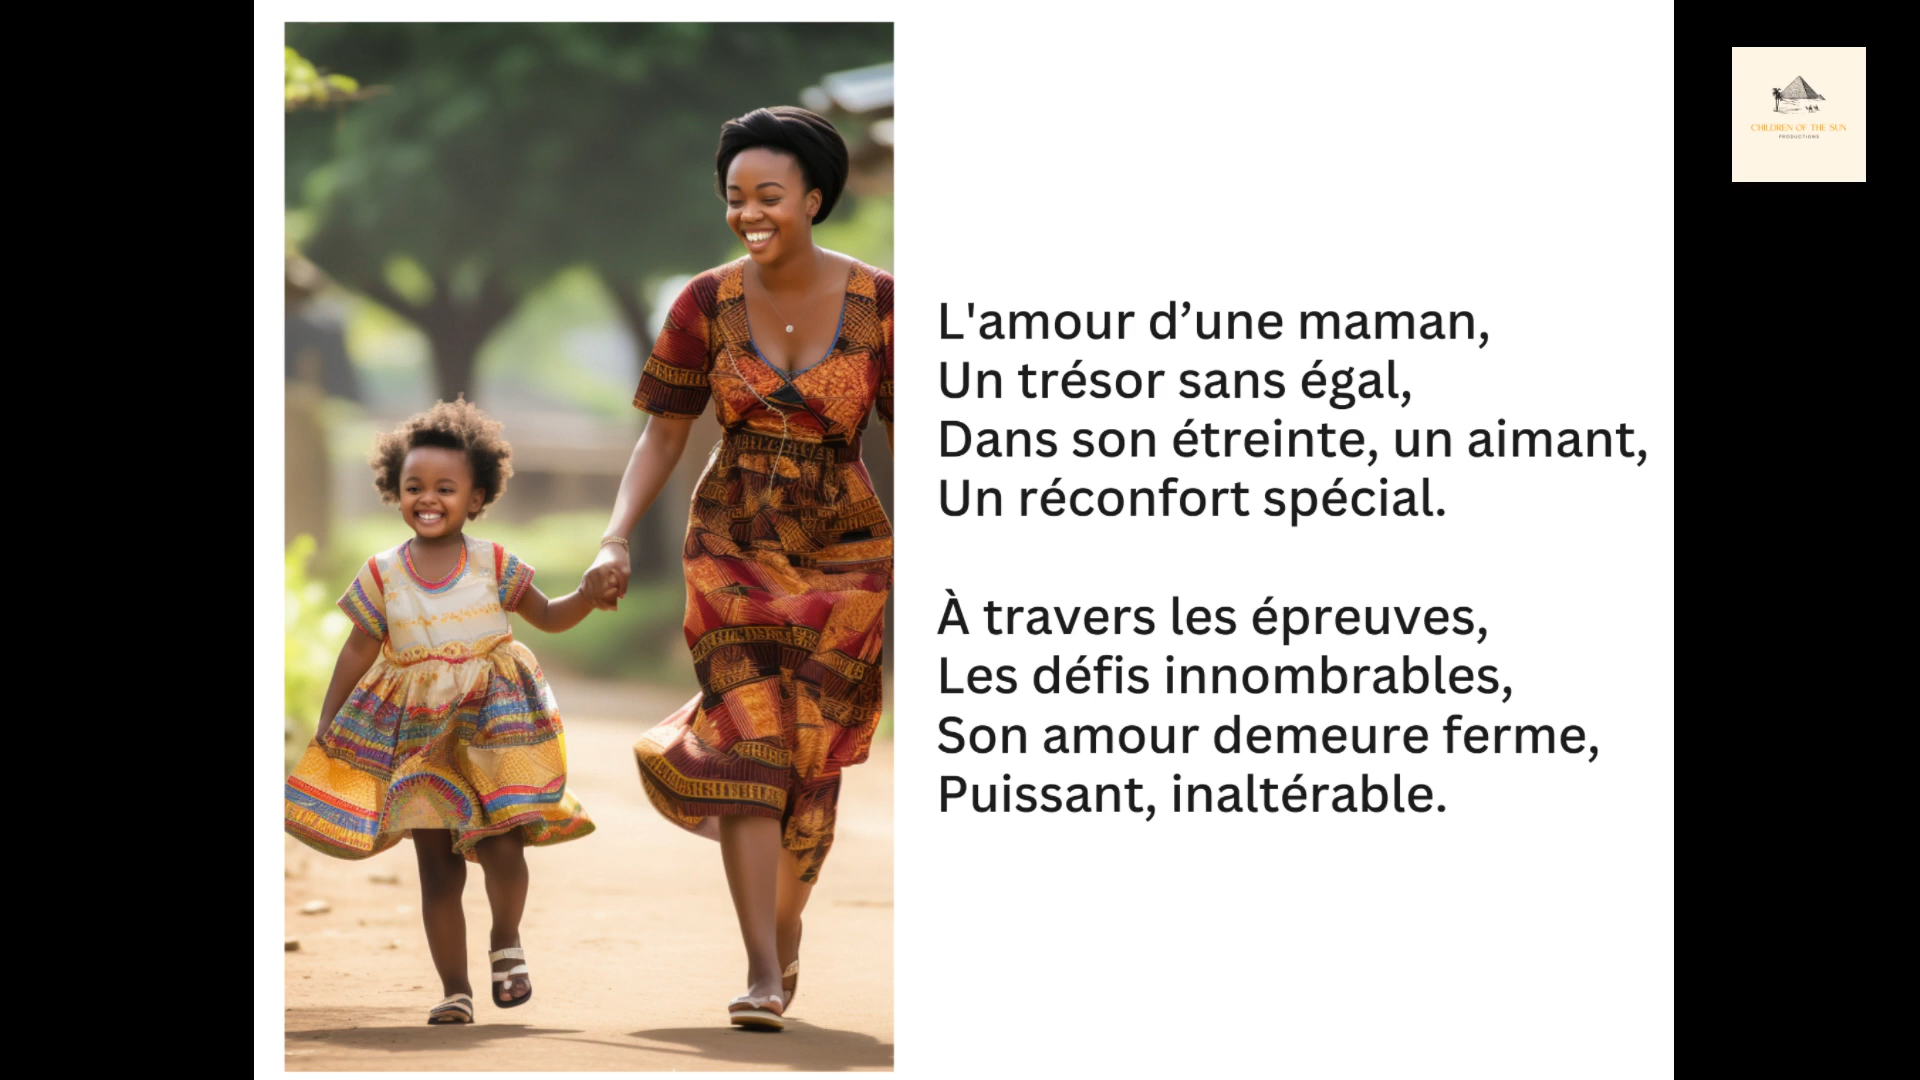 L'amour d’une maman,
Un trésor sans égal,
Dans son étreinte, un aimant,
Un réconfort spécial.
À travers les épreuves,
Les défis innombrables,
Son amour demeure ferme,
Puissant, inaltérable.
CHILDREN OF THE SUN
PRODUCTIONS